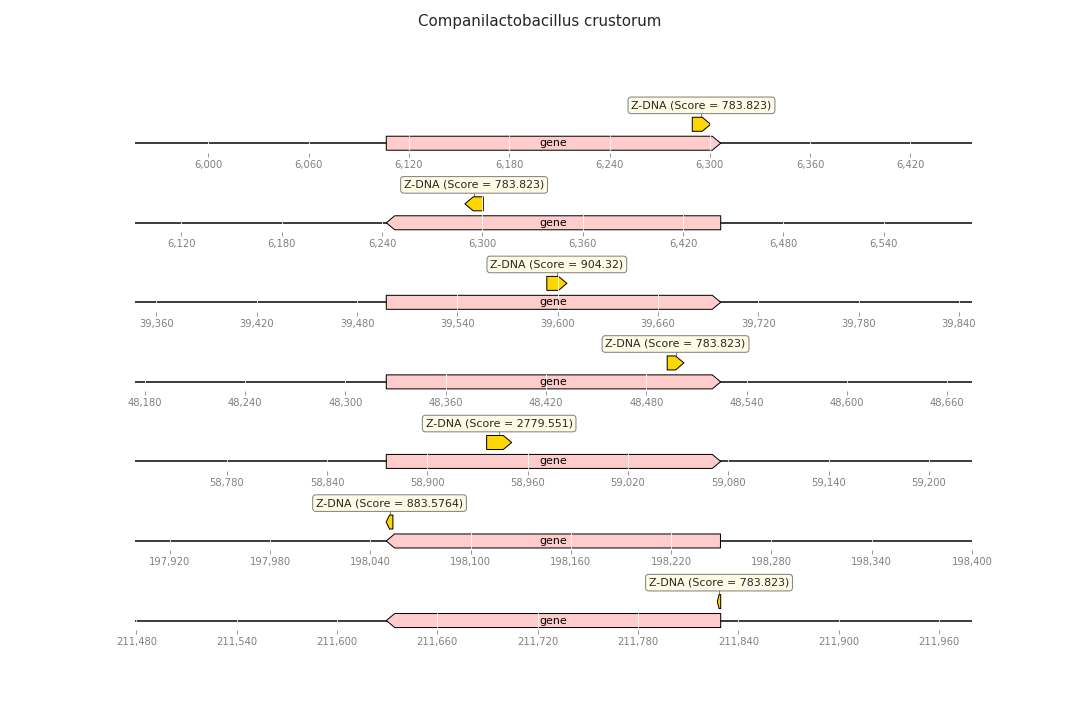 Companilactobacillus crustorum
Z-DNA (Score = 783.823)
gene
6,000 6,060 6,120 6,180 6,240 6,300 6,360 6,420
Z-DNA (Score = 783.823)
gene
6,120 6,180 6,240 6,300 6,360 6,420 6,480 6,540
Z-DNA (Score = 904.32)
gene
39,360 39,420 39,480 39,540 39,600 39,660 39,720 39,780 39,840
Z-DNA (Score = 783.823)
gene
48,180 48,240 48,300 48,360 48,420 48,480 48,540 48,600 48,660
Z-DNA (Score = 2779.551)
gene
58,780 58,840 58,900 58,960 59,020 59,080 59,140 59,200
Z-DNA (Score = 883.5764)
gene
197,920 197,980 198,040 198,100 198,160 198,220 198,280 198,340 198,400
Z-DNA (Score = 783.823)
gene
211,480 211,540 211,600 211,660 211,720 211,780 211,840 211,900 211,960